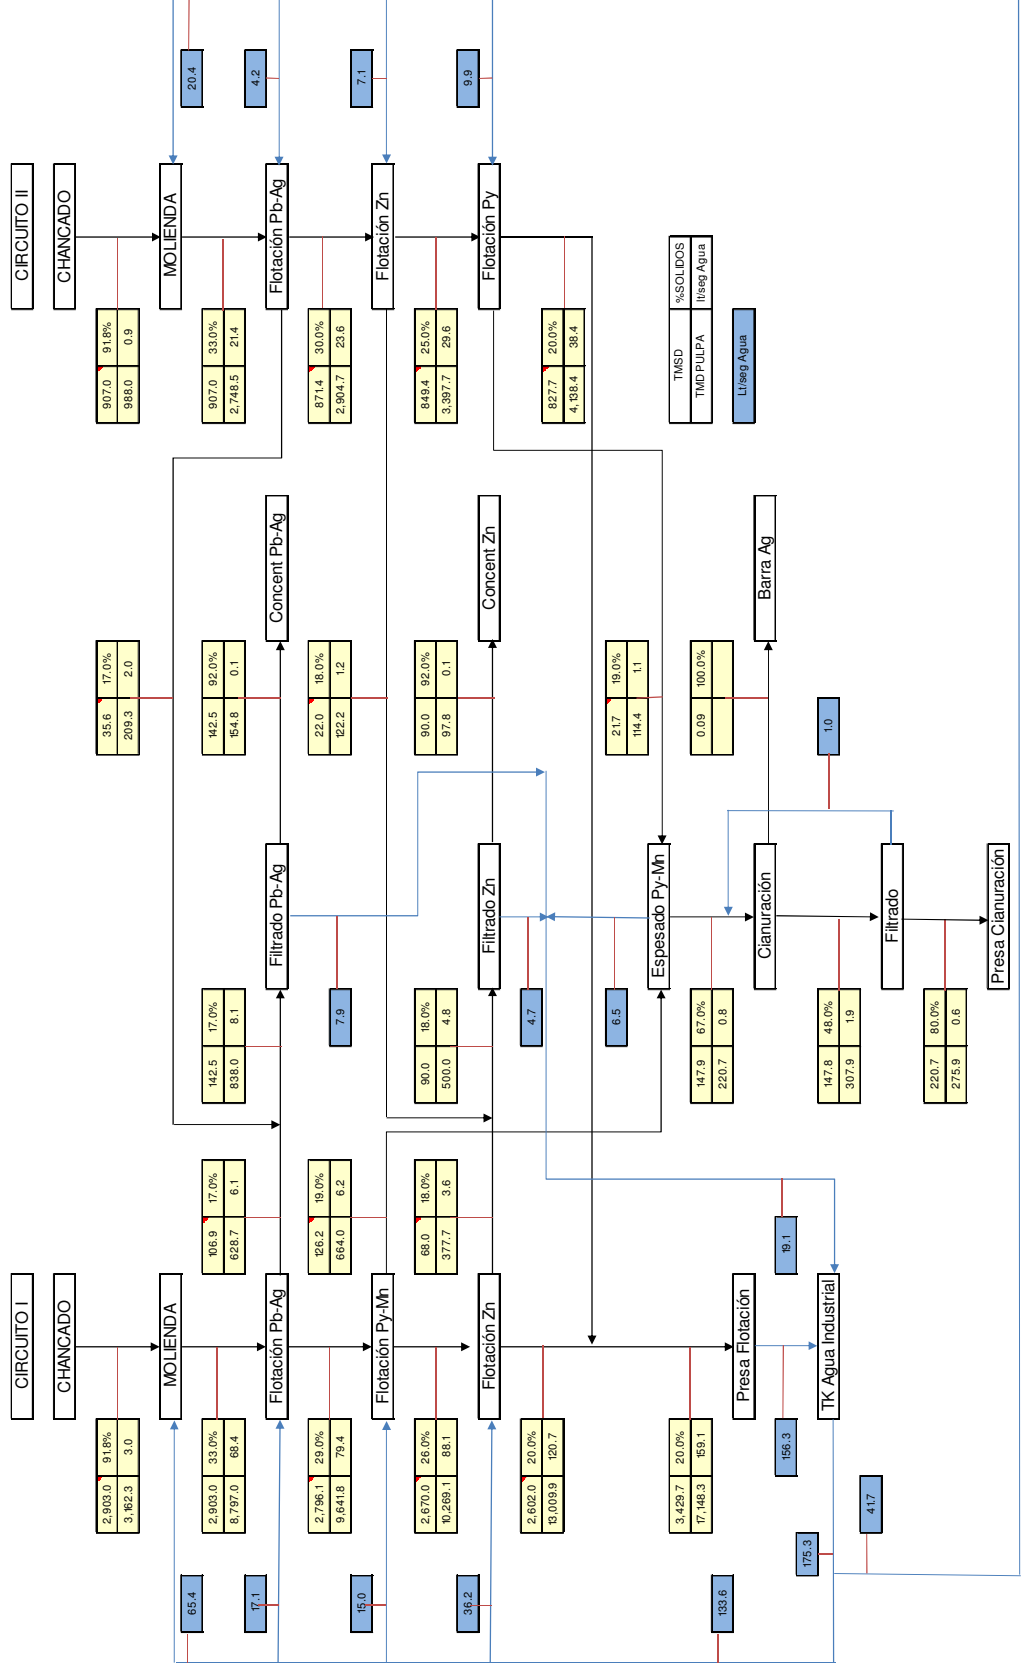 CIRCUITO I
CHANCADO
2,903.0 91.8%
3,162.3 3.0
MOLIENDA
65.4
2,903.0 33.0%
8,797.0 68.4
Flotación Pb-Ag
17.1
106.9 17.0%
628.7 6.1
2,796.1 29.0%
9,641.8 79.4
Flotación Py-Mn
15.0
126.2 19.0%
664.0 6.2
2,670.0 26.0%
10,269.1 88.1
Flotación Zn
36.2
68.0 18.0%
377.7 3.6
2,602.0 20.0%
13,009.9 120.7
3,429.7 20.0%
17,148.3 159.1
133.6
Presa Flotación
156.3
19.1
TK Agua Industrial
175.3
41.7
142.5 17.0%
838.0 8.1
Filtrado Pb-Ag
7.9
142.5 92.0%
154.8 0.1
Concent Pb-Ag
35.6 17.0%
209.3 2.0
90.0 18.0%
500.0 4.8
Filtrado Zn
4.7
22.0 18.0%
122.2 1.2
90.0 92.0%
97.8 0.1
Concent Zn
6.5
21.7 19.0%
114.4 1.1
Espesado Py-Mn
147.9 67.0%
220.7 0.8
Cianuración
0.09 100.0%
Barra Ag
147.8 48.0%
307.9 1.9
1.0
Filtrado
220.7 80.0%
275.9 0.6
Presa Cianuración
CIRCUITO II
CHANCADO
907.0 91.8%
988.0 0.9
MOLIENDA
20.4
907.0 33.0%
2,748.5 21.4
Flotación Pb-Ag
4.2
871.4 30.0%
2,904.7 23.6
Flotación Zn
7.1
849.4 25.0%
3,397.7 29.6
Flotación Py
9.9
827.7 20.0%
4,138.4 38.4
TMSD %SOLIDOS
TMD PULPA lt/seg Agua
Lt/seg Agua